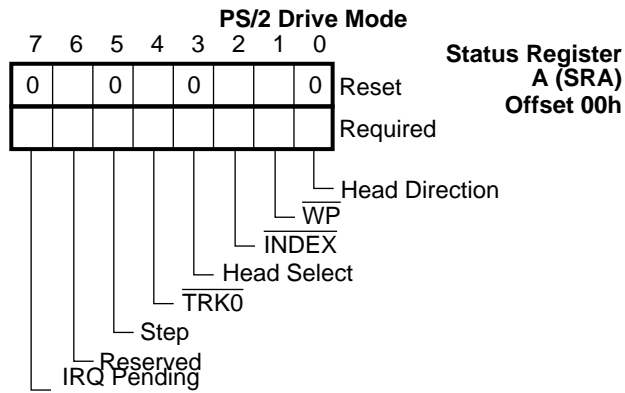 PS/2 Drive Mode
7 6 5 4 3 2 1 0
Status Register
A (SRA)
Offset 00h
0 0 0 0 Reset
Required
Head Direction
WP
INDEX
Head Select
TRK0
Step
Reserved
IRQ Pending